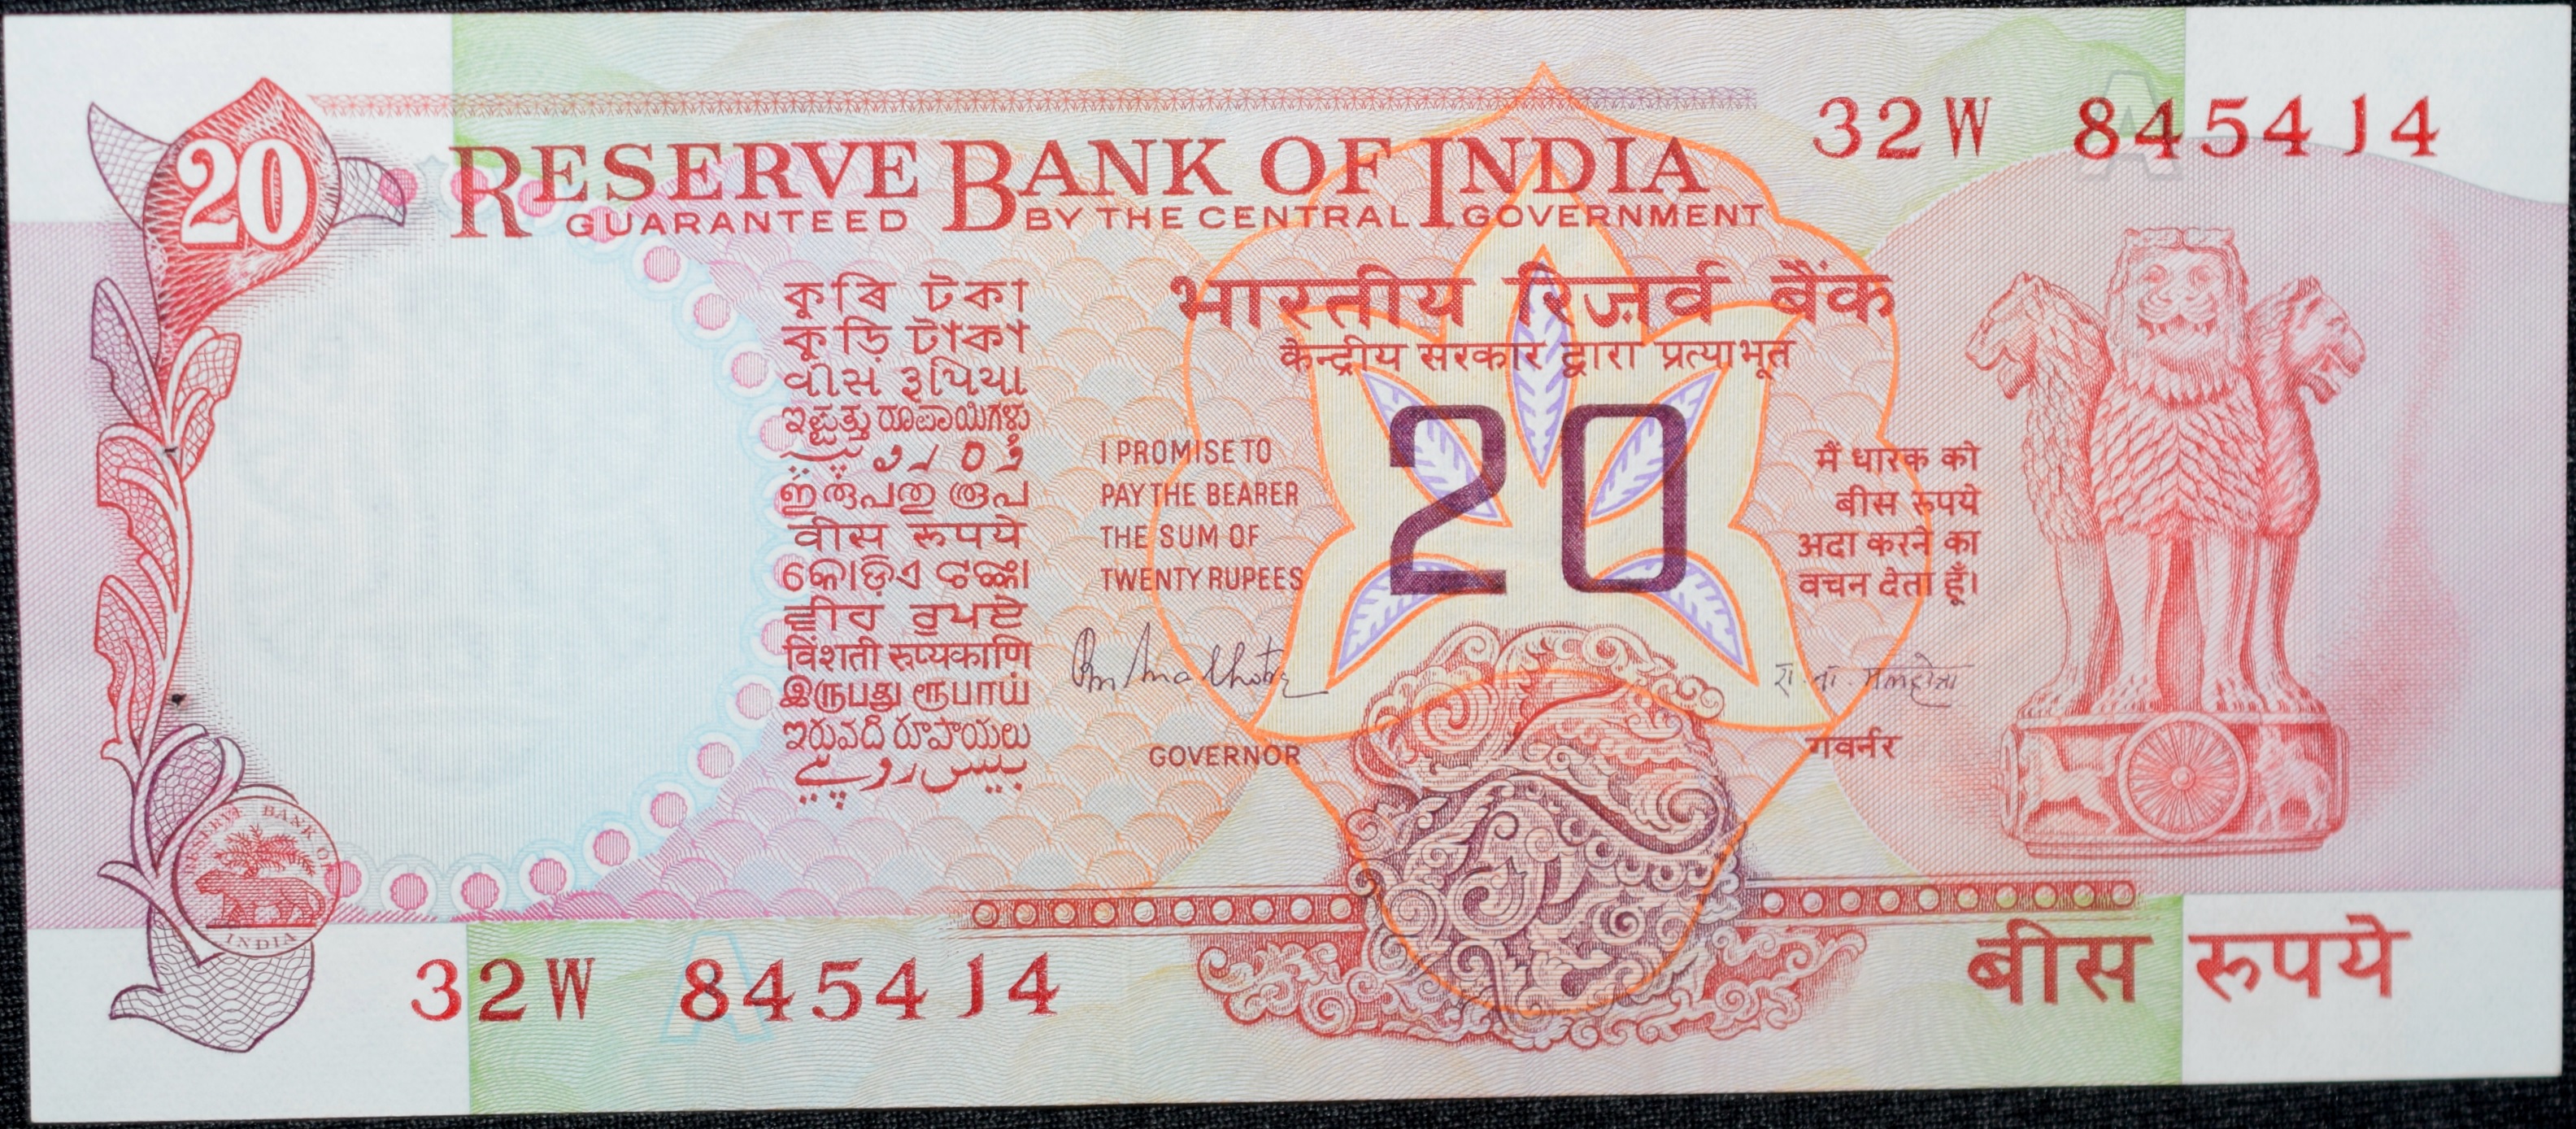 20
32W 845414
RESERVE BANK OF INDIA
GUARANTEED BY THE CENTRAL GOVERNMENT
भारतीय रिज़र्व बैंक
केन्द्रीय सरकार द्वारा प्रत्याभूत
কুৰি টকা
কুড়ি টাকা
વીસ રૂપિયા
ಇಪ್ಪತ್ತು ರೂಪಾಯಿಗಳು
ഇരുപതു രൂപ
वीस रूपये
କୋଡ଼ିଏ ଟଙ୍କା
ਵੀਹ ਰੁਪਏ
विंशती रुप्यकाणि
இருபது ரூபாய்
ఇరువది రూపాయలు
بیس روپیے
I PROMISE TO
PAY THE BEARER
THE SUM OF
TWENTY RUPEES
20
मैं धारक को
बीस रुपये
अदा करने का
वचन देता हूँ।
रा. ना. मलहोत्रा
GOVERNOR
गवर्नर
RESERVE BANK OF
INDIA
A
32W 845414
बीस रुपये